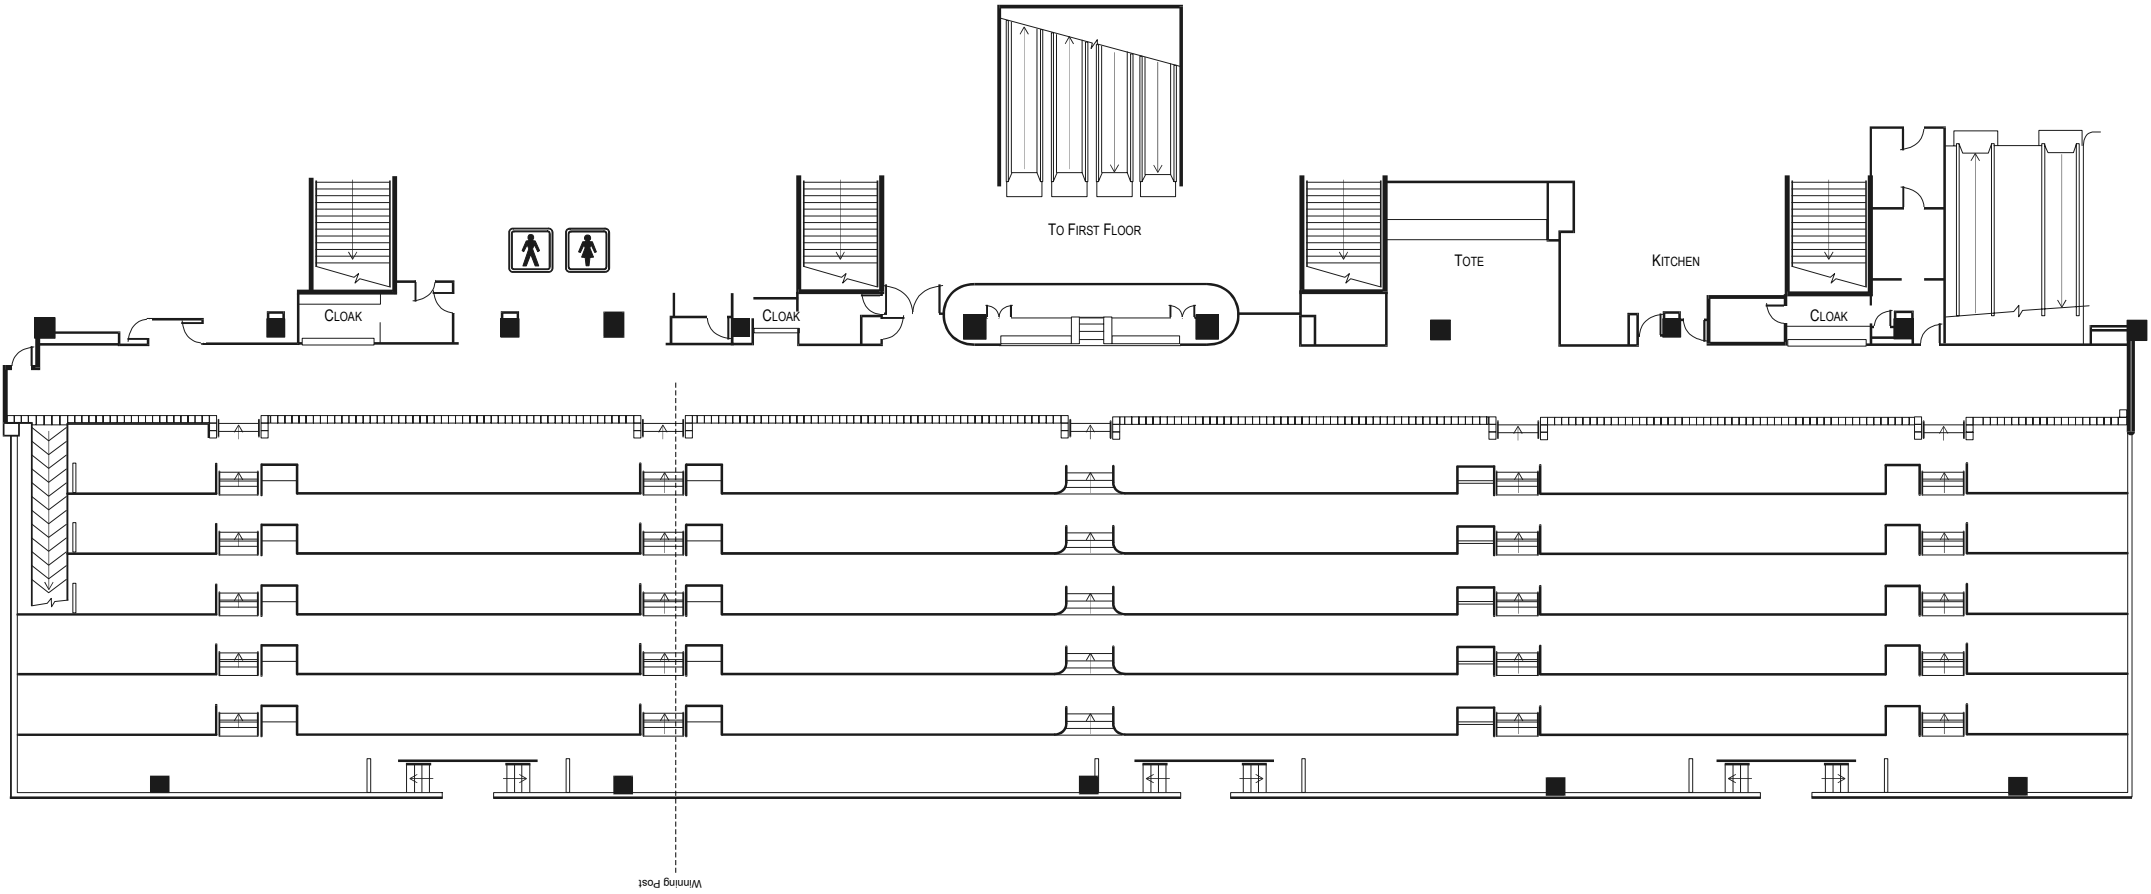 TO FIRST FLOOR
TOTE
KITCHEN
CLOAK
CLOAK
CLOAK
Winning Post